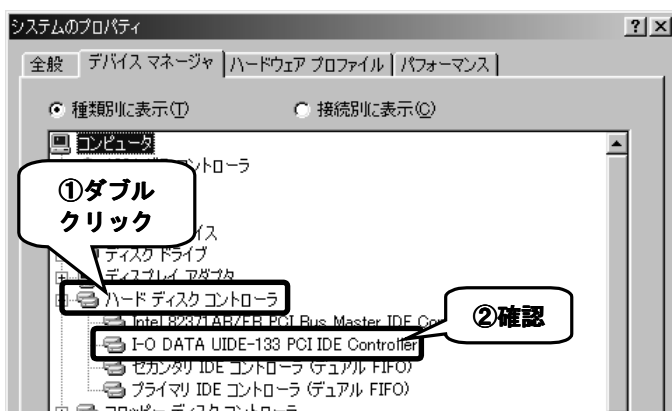 システムのプロパティ
全般 デバイス マネージャ ハードウェア プロファイル パフォーマンス
種類別に表示(T) 接続別に表示(C)
コンピュータ
トローラ
①ダブル
クリック
イス
ディスク ドライブ
ディスプレイ アダプタ
ハード ディスク コントローラ
Intel 82371AB/EB PCI Bus Master IDE Con
②確認
I-O DATA UIDE-133 PCI IDE Controller
セカンダリ IDE コントローラ (デュアル FIFO)
プライマリ IDE コントローラ (デュアル FIFO)
フロッピー ディスク コントローラ